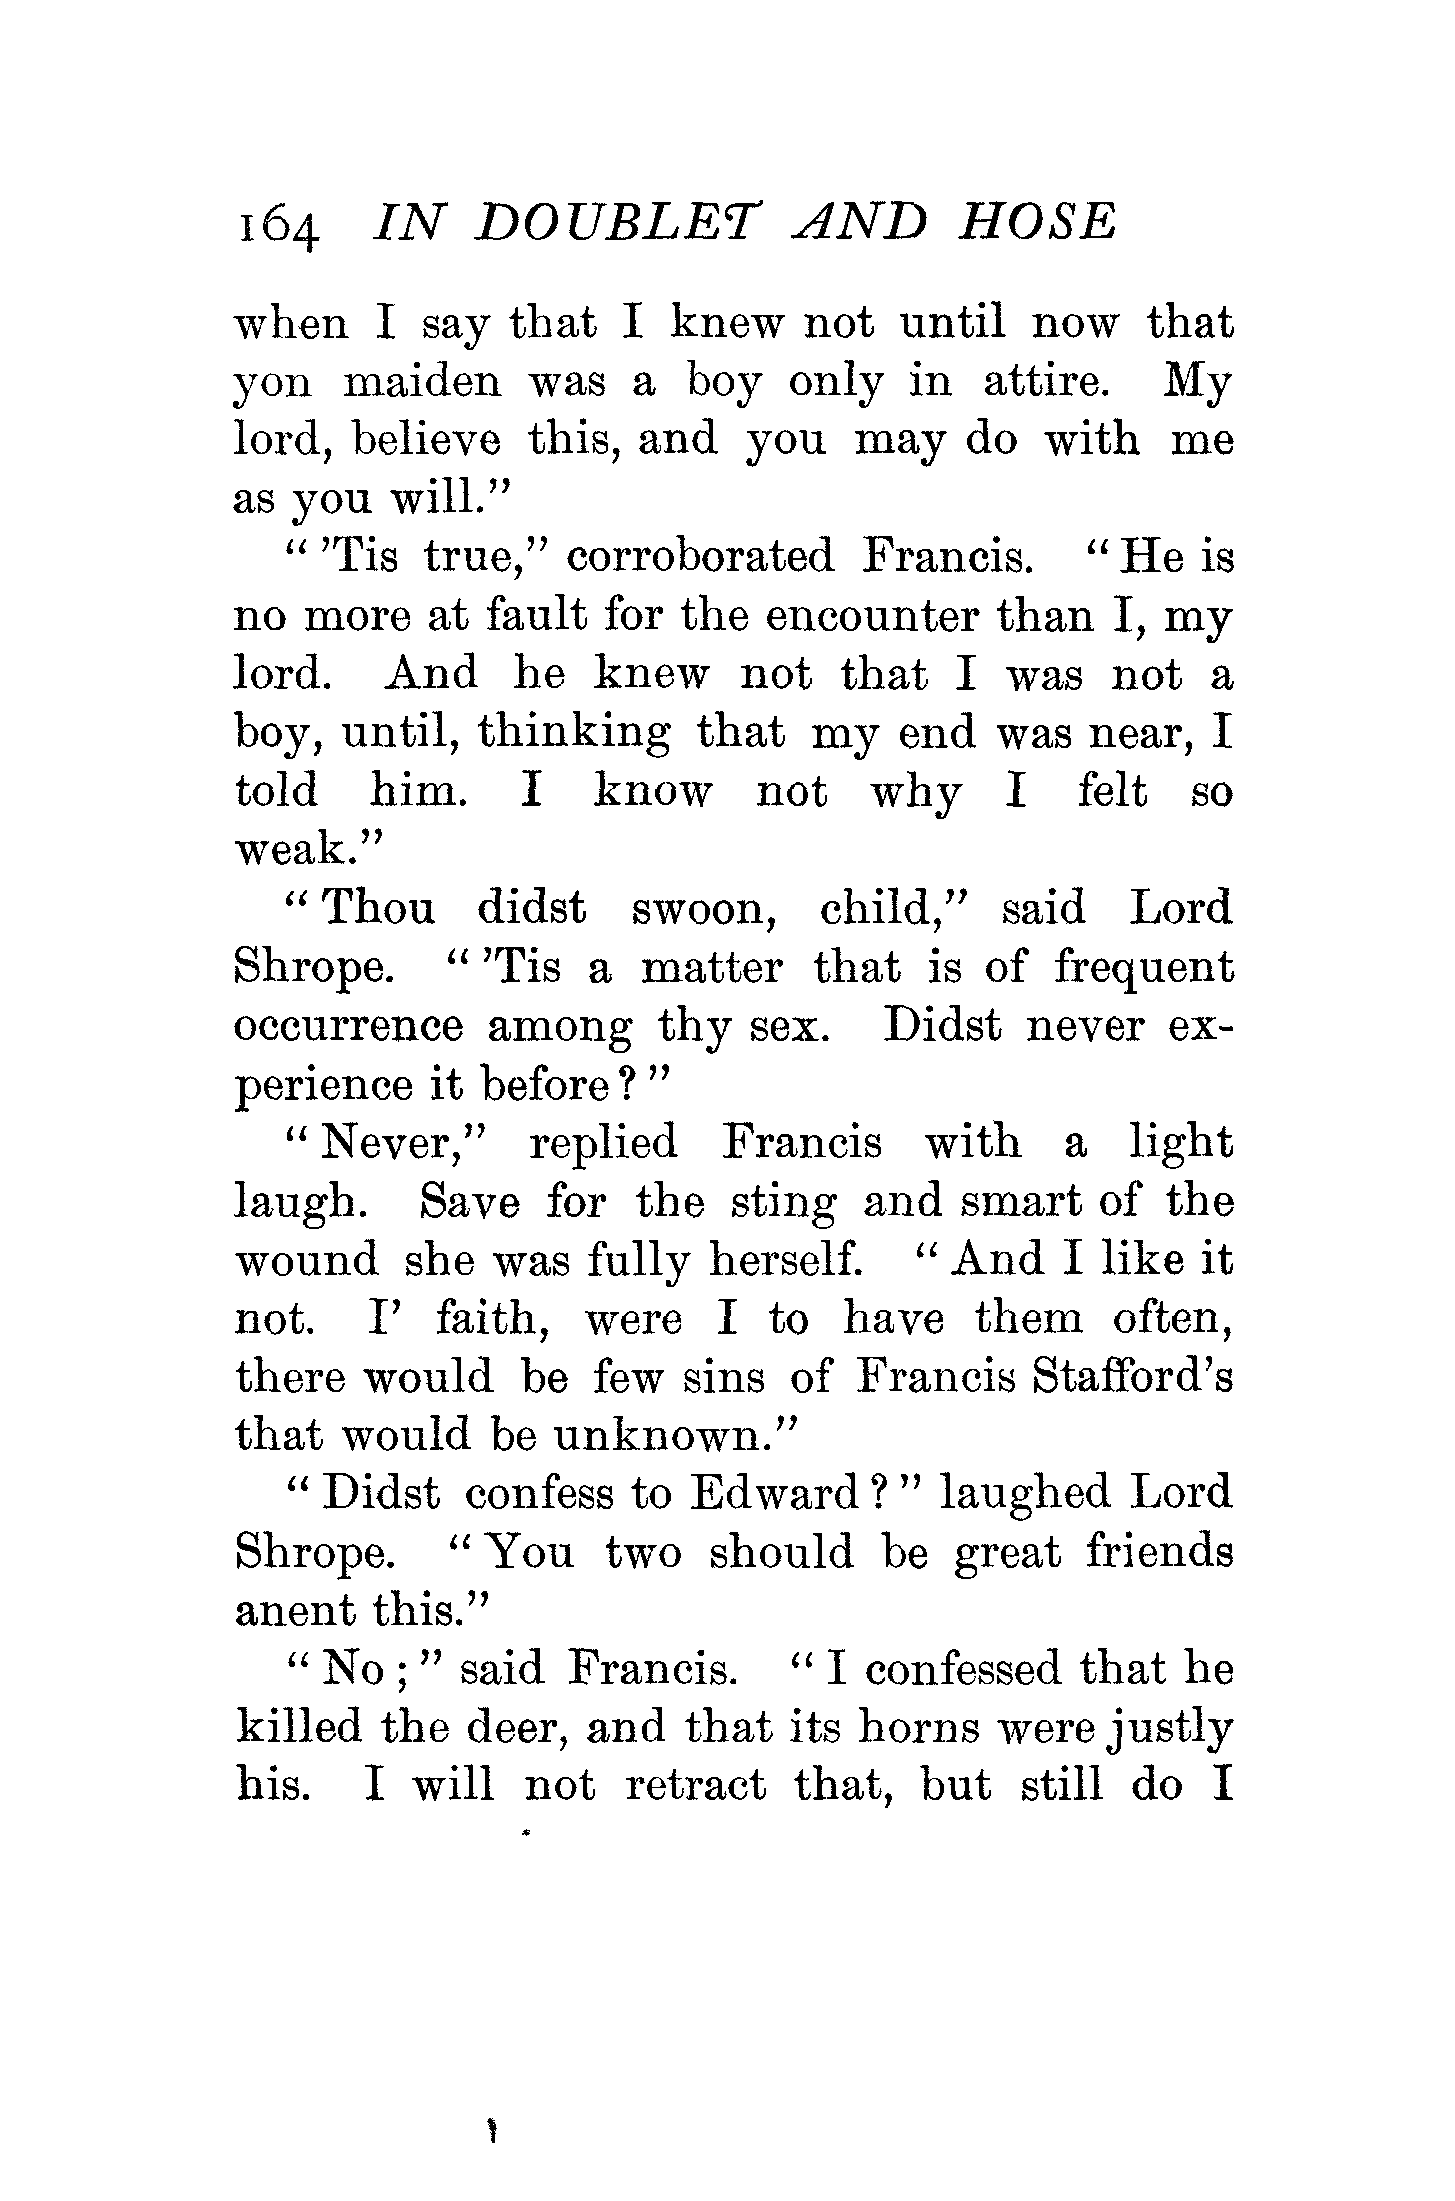 164 IN DOUBLET AND HOSE
when I say that I knew not until now that
yon maiden was a boy only in attire. My
lord, believe this, and you may do with me
as you will.”
“ ’Tis true,” corroborated Francis. “ He is
no more at fault for the encounter than I, my
lord. And he knew not that I was not a
boy, until, thinking that my end was near, I
told him. I know not why I felt so
weak.”
“ Thou didst swoon, child,” said Lord
Shrope. “ ’Tis a matter that is of frequent
occurrence among thy sex. Didst never ex-
perience it before? ”
“ Never,” replied Francis with a light
laugh. Save for the sting and smart of the
wound she was fully herself. “ And I like it
not. I’ faith, were I to have them often,
there would be few sins of Francis Stafford’s
that would be unknown.”
“ Didst confess to Edward? ” laughed Lord
Shrope. “ You two should be great friends
anent this.”
“ No ; ” said Francis. “ I confessed that he
killed the deer, and that its horns were justly
his. I will not retract that, but still do I